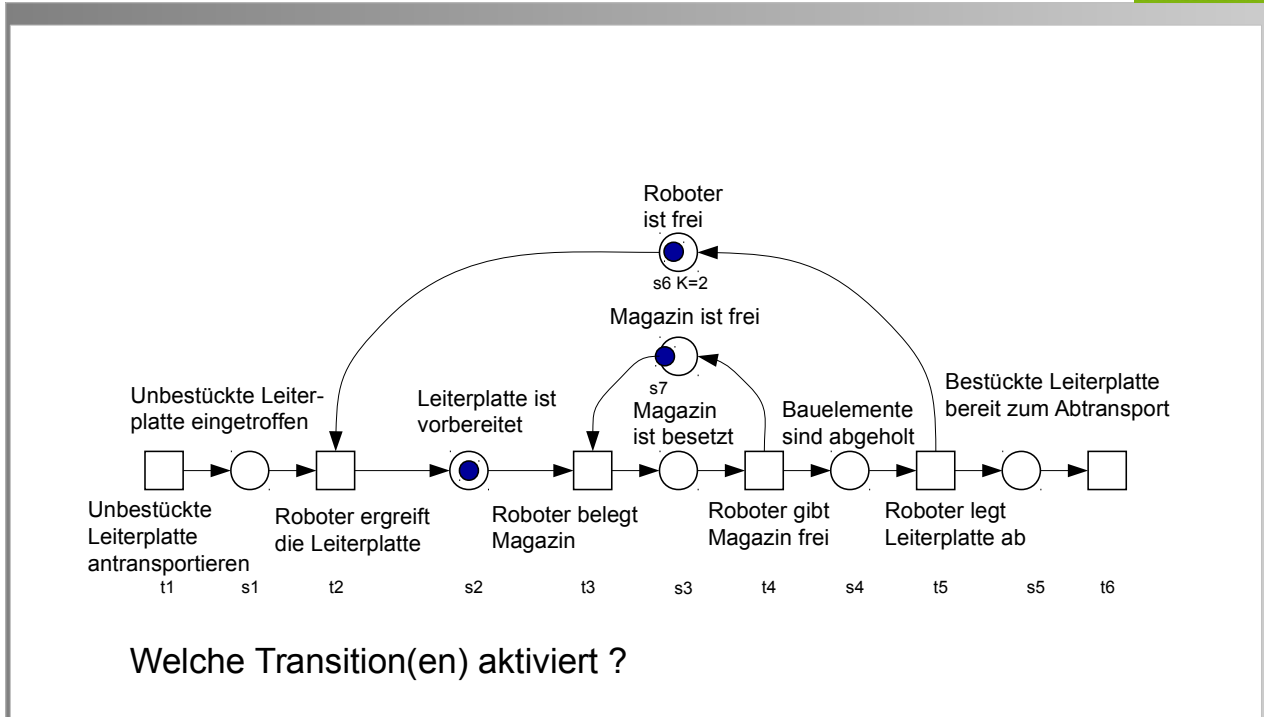 Roboter
ist frei
s6 K=2
Magazin ist frei
s7
Unbestückte Leiter-
platte eingetroffen
Leiterplatte ist
vorbereitet
Magazin
ist besetzt
Bauelemente
sind abgeholt
Bestückte Leiterplatte
bereit zum Abtransport
Unbestückte
Leiterplatte
antransportieren
Roboter ergreift
die Leiterplatte
Roboter belegt
Magazin
Roboter gibt
Magazin frei
Roboter legt
Leiterplatte ab
t1 s1 t2 s2 t3 s3 t4 s4 t5 s5 t6
Welche Transition(en) aktiviert ?